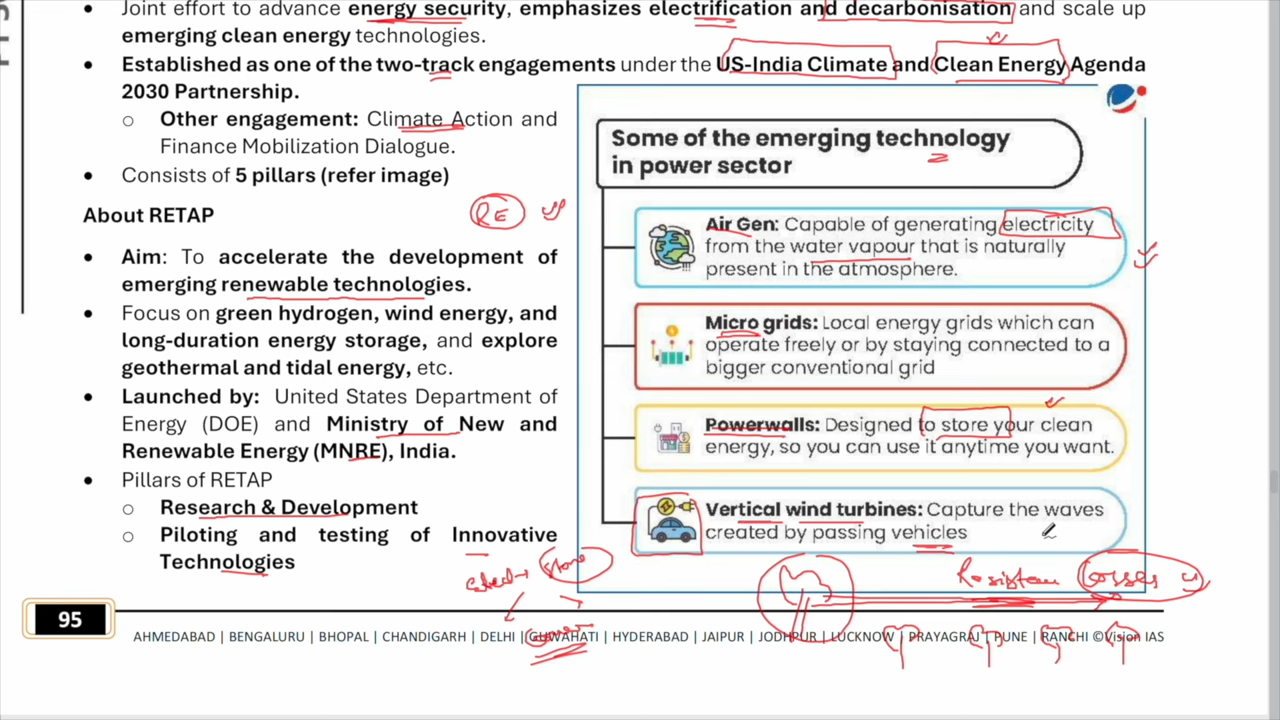 Joint effort to advance energy security, emphasizes electrification and decarbonisation and scale up
emerging clean energy technologies.
• Established as one of the two-track engagements under the US-India Climate and Clean Energy Agenda
2030 Partnership.
o Other engagement: Climate Action and
Finance Mobilization Dialogue.
• Consists of 5 pillars (refer image)
About RETAP
RE
• Aim: To accelerate the development of
emerging renewable technologies.
• Focus on green hydrogen, wind energy, and
long-duration energy storage, and explore
geothermal and tidal energy, etc.
• Launched by: United States Department of
Energy (DOE) and Ministry of New and
Renewable Energy (MNRE), India.
• Pillars of RETAP
o Research & Development
o Piloting and testing of Innovative
Technologies
Some of the emerging technology
in power sector
Air Gen: Capable of generating electricity
from the water vapour that is naturally
present in the atmosphere.
Micro grids: Local energy grids which can
operate freely or by staying connected to a
bigger conventional grid
Powerwalls: Designed to store your clean
energy, so you can use it anytime you want.
Vertical wind turbines: Capture the waves
created by passing vehicles
store
Losses
95
AHMEDABAD | BENGALURU | BHOPAL | CHANDIGARH | DELHI | GUWAHATI | HYDERABAD | JAIPUR | JODHPUR | LUCKNOW | PRAYAGRAJ | PUNE | RANCHI ©Vision IAS